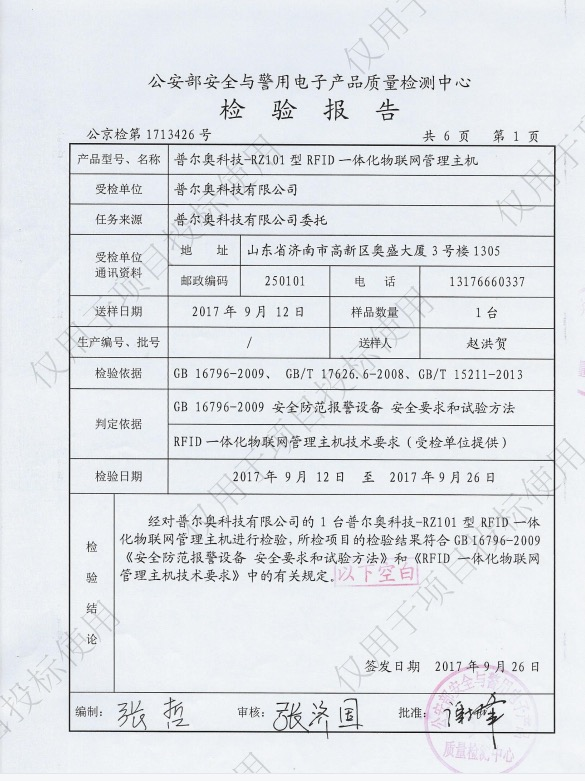 公安部安全与警用电子产品质量检测中心
检 验 报 告
公京检第 1713426 号 共 6 页 第 1 页
产品型号、名称 普尔奥科技-RZ101 型 RFID 一体化物联网管理主机
受检单位 普尔奥科技有限公司
任务来源 普尔奥科技有限公司委托
受检单位通讯资料 地 址 山东省济南市高新区奥盛大厦 3 号楼 1305
邮政编码 250101 电 话 13176660337
送样日期 2017 年 9 月 12 日 样品数量 1 台
生产编号、批号 / 送样人 赵洪贺
检验依据 GB 16796-2009、 GB/T 17626.6-2008、GB/T 15211-2013
判定依据 GB 16796-2009 安全防范报警设备 安全要求和试验方法
RFID 一体化物联网管理主机技术要求（受检单位提供）
检验日期 2017 年 9 月 12 日 至 2017 年 9 月 26 日
检验结论
经对普尔奥科技有限公司的 1 台普尔奥科技-RZ101 型 RFID 一体
化物联网管理主机进行检验,所检项目的检验结果符合 GB 16796-2009
《安全防范报警设备 安全要求和试验方法》和《RFID 一体化物联网
管理主机技术要求》中的有关规定。以下空白
签发日期 2017 年 9 月 26 日
编制: 张哲 审核: 张济国 批准:
公安部安全与警用电子产品
质量检测中心
仅用于项目投标使用